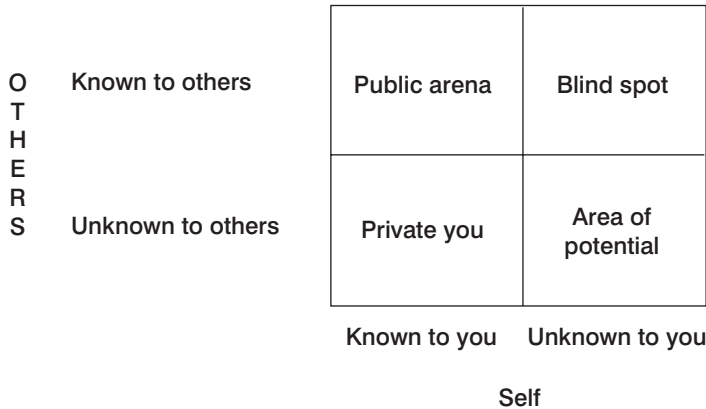 O
T
H
E
R
S
Known to others
Public arena
Blind spot
Unknown to others
Private you
Area of
potential
Known to you
Unknown to you
Self